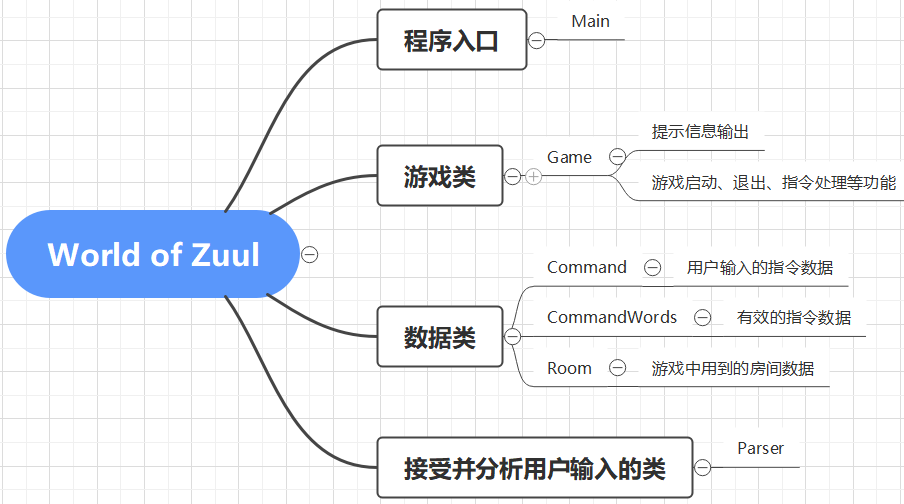 程序入口
Main
游戏类
Game
提示信息输出
游戏启动、退出、指令处理等功能
World of Zuul
数据类
Command
用户输入的指令数据
CommandWords
有效的指令数据
Room
游戏中用到的房间数据
接受并分析用户输入的类
Parser